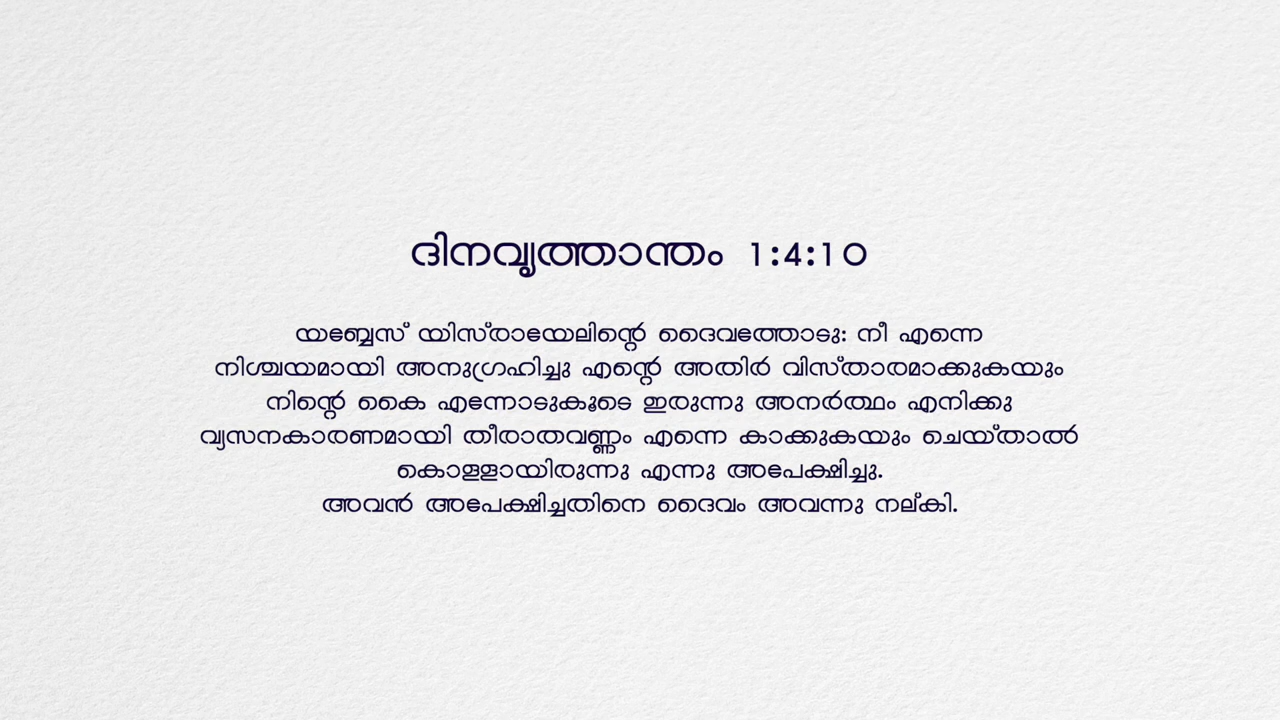 ദിനവൃത്താന്തം 1:4:10
യബ്ബേസ് യിസ്രായേലിന്റെ ദൈവത്തോടു: നീ എന്നെ
നിശ്ചയമായി അനുഗ്രഹിച്ചു എന്റെ അതിർ വിസ്താരമാക്കുകയും
നിന്റെ കൈ എന്നോടുകൂടെ ഇരുന്നു അനർത്ഥം എനിക്കു
വ്യസനകാരണമായി തീരാതവണ്ണം എന്നെ കാക്കുകയും ചെയ്താൽ
കൊള്ളായിരുന്നു എന്നു അപേക്ഷിച്ചു.
അവൻ അപേക്ഷിച്ചതിനെ ദൈവം അവന്നു നല്കി.